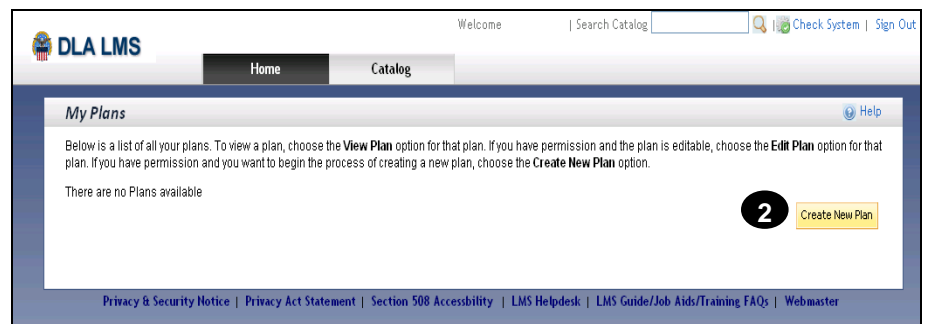 Welcome | Search Catalog | Check System | Sign Out
DLA LMS
Home Catalog
My Plans Help
Below is a list of all your plans. To view a plan, choose the View Plan option for that plan. If you have permission and the plan is editable, choose the Edit Plan option for that
plan. If you have permission and you want to begin the process of creating a new plan, choose the Create New Plan option.
There are no Plans available
2 Create New Plan
Privacy & Security Notice | Privacy Act Statement | Section 508 Accessbility | LMS Helpdesk | LMS Guide/Job Aids/Training FAQs | Webmaster